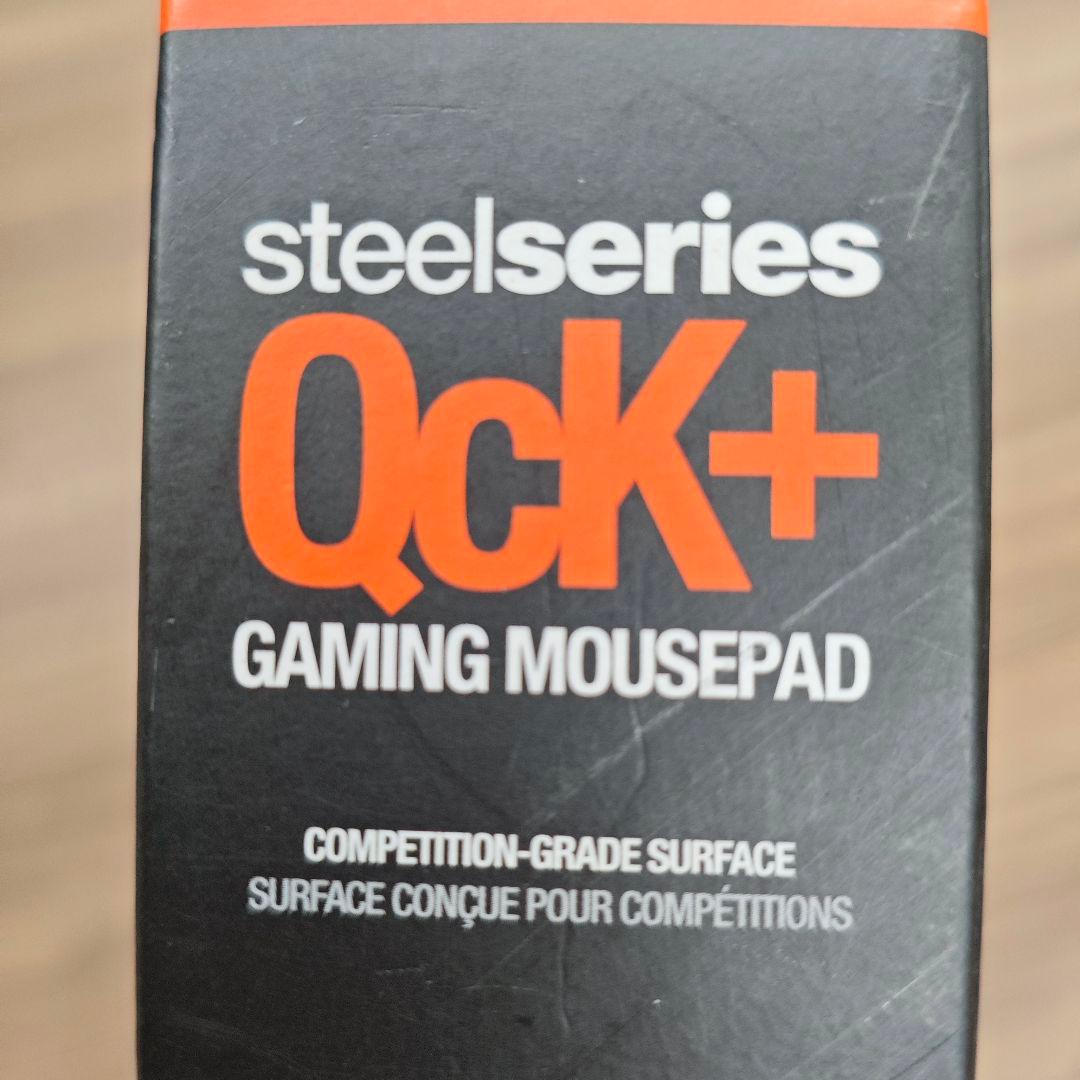 steelseries
QcK+
GAMING MOUSEPAD
COMPETITION-GRADE SURFACE
SURFACE CONÇUE POUR COMPÉTITIONS